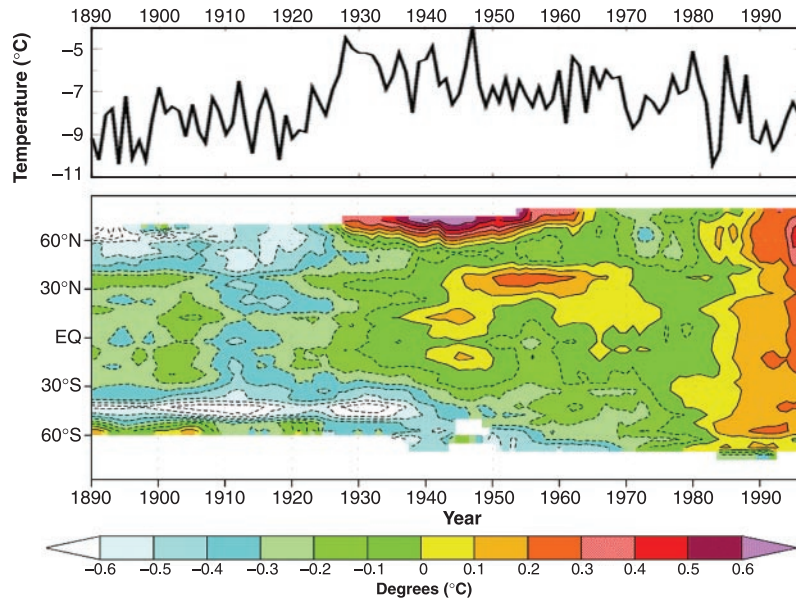 1890 1900 1910 1920 1930 1940 1950 1960 1970 1980 1990
Temperature (°C)
−5
−7
−9
−11
60°N
30°N
EQ
30°S
60°S
1890 1900 1910 1920 1930 1940 1950 1960 1970 1980 1990
Year
−0.6 −0.5 −0.4 −0.3 −0.2 −0.1 0 0.1 0.2 0.3 0.4 0.5 0.6
Degrees (°C)